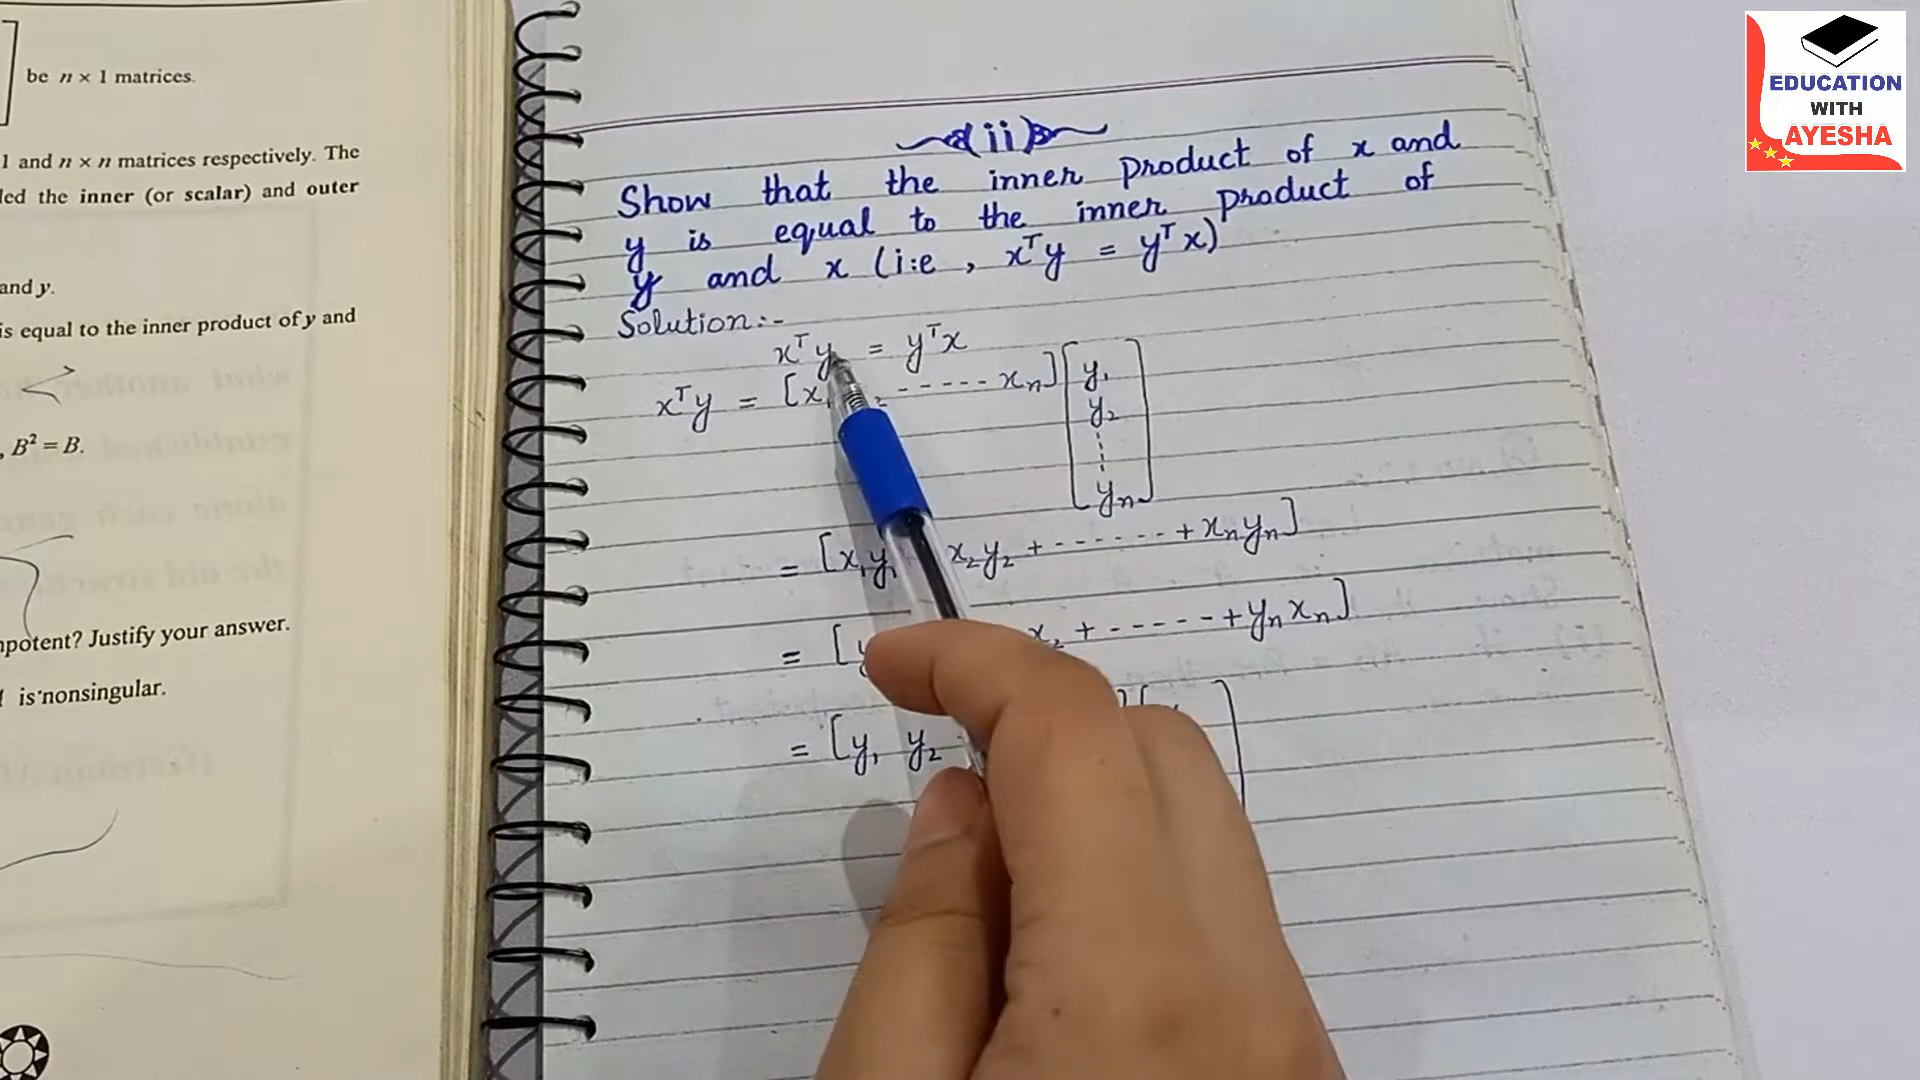 be n × 1 matrices.
1 and n × n matrices respectively. The
led the inner (or scalar) and outer
and y.
is equal to the inner product of y and
, B² = B.
npotent? Justify your answer.
is nonsingular.
(ii)
Show that the inner product of x and
y is equal to the inner product of
y and x (i:e , xᵀy = yᵀx)
Solution:-
xᵀy = yᵀx
xᵀy = [x₁ ₂ ----- xₙ] [y₁
y₂
yₙ]
= [x₁y₁ x₂y₂ + ------ + xₙyₙ]
= [y x₂ + ----- + yₙxₙ]
= [y₁ y₂
EDUCATION
WITH
AYESHA